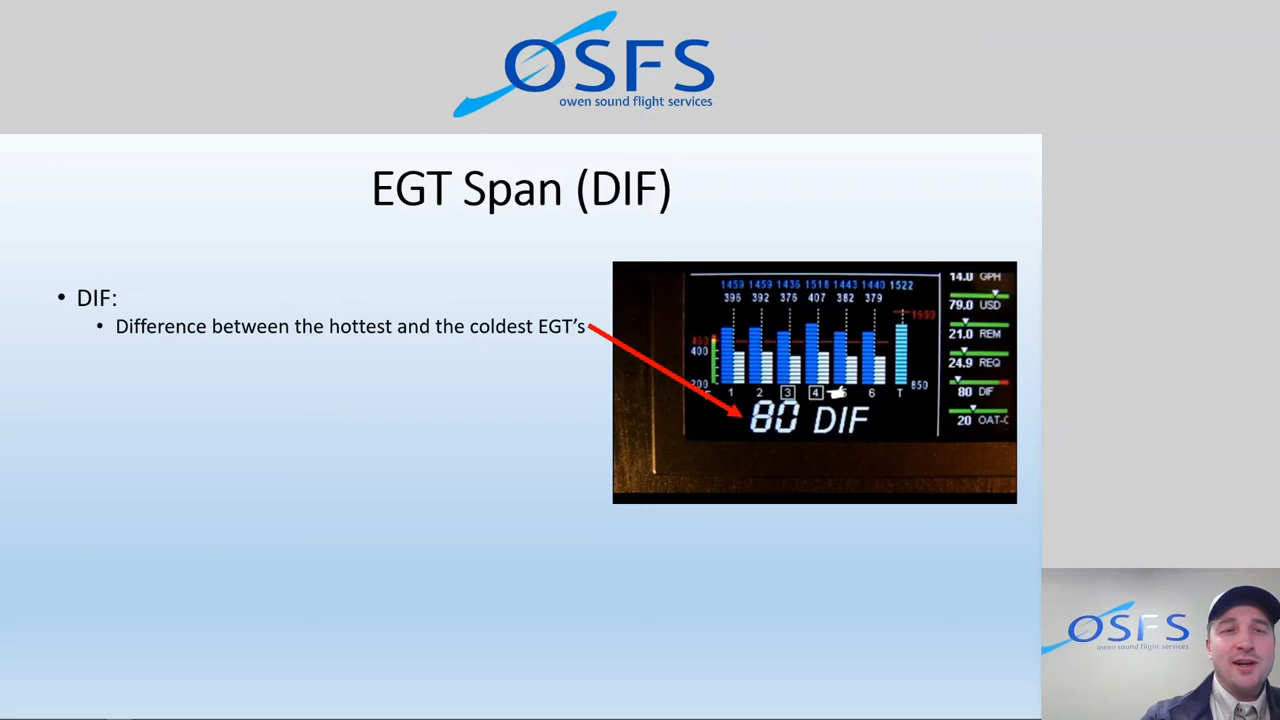 OSFS
owen sound flight services
EGT Span (DIF)
• DIF:
• Difference between the hottest and the coldest EGT's
1459 1459 1436 1518 1443 1440 1522
396 392 376 407 382 379
1650
400
200
850
1 2 3 4 6 T
80 DIF
14.0 GPH
79.0 USD
21.0 REM
24.9 REQ
80 DIF
20 OAT-C
OSFS
owen sound flight services